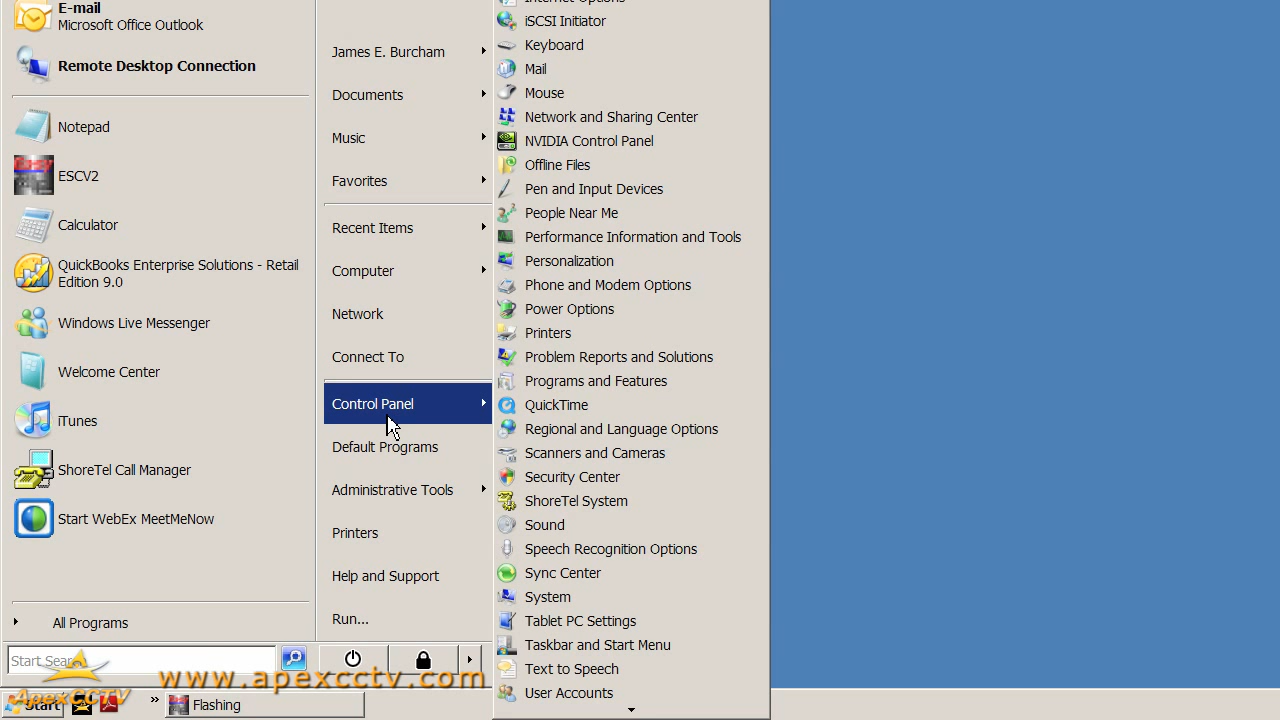 E-mail
Microsoft Office Outlook
Remote Desktop Connection
Notepad
ESCV2
Calculator
QuickBooks Enterprise Solutions - Retail
Edition 9.0
Windows Live Messenger
Welcome Center
iTunes
ShoreTel Call Manager
Start WebEx MeetMeNow
All Programs
James E. Burcham
Documents
Music
Favorites
Recent Items
Computer
Network
Connect To
Control Panel
Default Programs
Administrative Tools
Printers
Help and Support
Run...
Internet Options
iSCSI Initiator
Keyboard
Mail
Mouse
Network and Sharing Center
NVIDIA Control Panel
Offline Files
Pen and Input Devices
People Near Me
Performance Information and Tools
Personalization
Phone and Modem Options
Power Options
Printers
Problem Reports and Solutions
Programs and Features
QuickTime
Regional and Language Options
Scanners and Cameras
Security Center
ShoreTel System
Sound
Speech Recognition Options
Sync Center
System
Tablet PC Settings
Taskbar and Start Menu
Text to Speech
User Accounts
Start Search
www.apexcctv.com
ApexCCTV
Start
Flashing